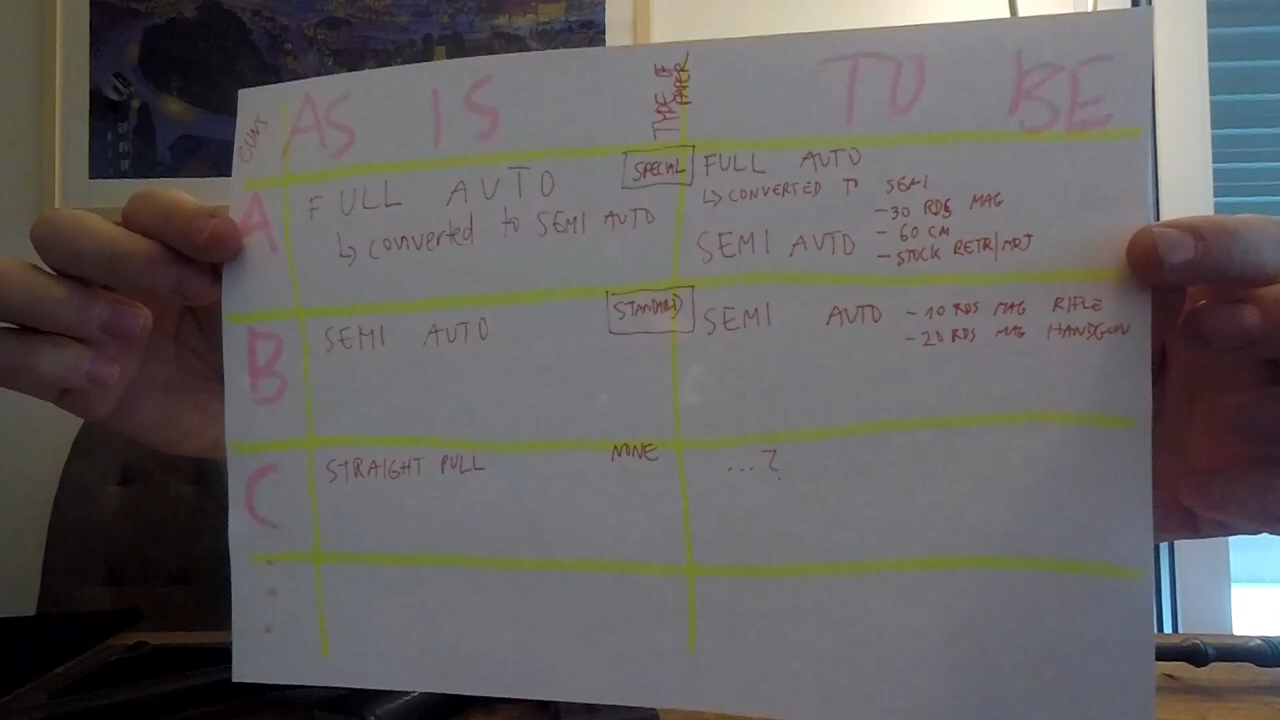 AS IS
TYPE OF
TO BE
A
FULL AUTO
↳ converted to SEMI AUTO
SPECIAL
FULL AUTO
↳ CONVERTED TO SEMI
SEMI AUTO
- 30 RDS MAG
- 60 CM
- STOCK RETR/ADJ
B
SEMI AUTO
STANDARD
SEMI AUTO
- 10 RDS MAG RIFLE
- 20 RDS MAG HANDGUN
C
STRAIGHT PULL
NONE
...?